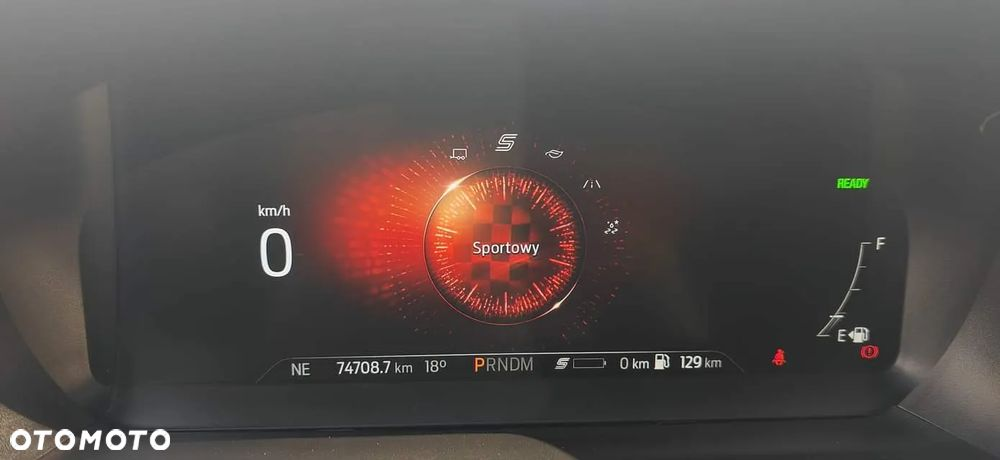 READY
km/h
0
Sportowy
F
E
NE 74708.7 km 18° PRNDM 0 km 129 km
OTOMOTO